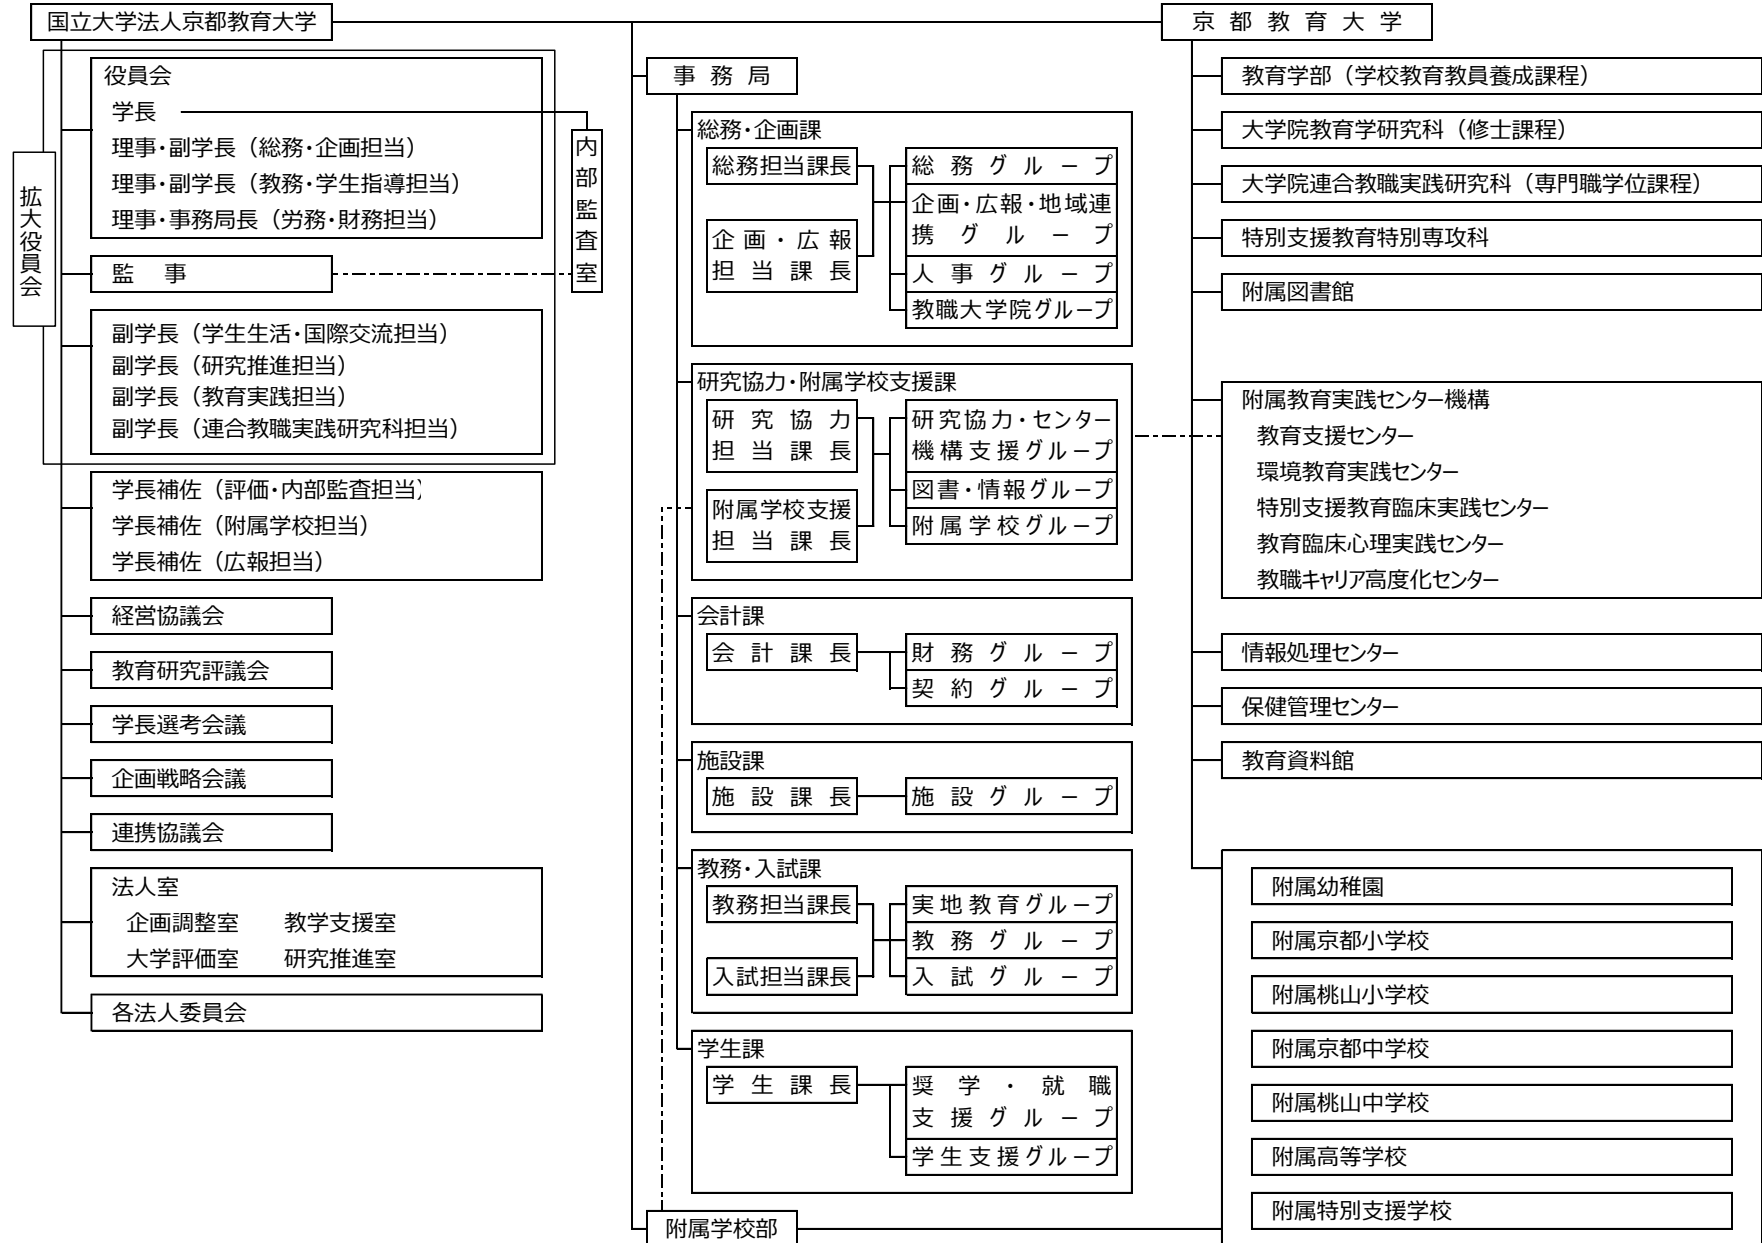 国立大学法人京都教育大学
拡大役員会
役員会
学長
理事・副学長（総務・企画担当）
理事・副学長（教務・学生指導担当）
理事・事務局長（労務・財務担当）
内部監査室
監事
副学長（学生生活・国際交流担当）
副学長（研究推進担当）
副学長（教育実践担当）
副学長（連合教職実践研究科担当）
学長補佐（評価・内部監査担当）
学長補佐（附属学校担当）
学長補佐（広報担当）
経営協議会
教育研究評議会
学長選考会議
企画戦略会議
連携協議会
法人室
企画調整室　教学支援室
大学評価室　研究推進室
各法人委員会
事務局
総務・企画課
総務担当課長
企画・広報
担当課長
総務グループ
企画・広報・地域連
携グループ
人事グループ
教職大学院グループ
研究協力・附属学校支援課
研究協力
担当課長
附属学校支援
担当課長
研究協力・センター
機構支援グループ
図書・情報グループ
附属学校グループ
会計課
会計課長
財務グループ
契約グループ
施設課
施設課長
施設グループ
教務・入試課
教務担当課長
入試担当課長
実地教育グループ
教務グループ
入試グループ
学生課
学生課長
奨学・就職
支援グループ
学生支援グループ
附属学校部
京都教育大学
教育学部（学校教育教員養成課程）
大学院教育学研究科（修士課程）
大学院連合教職実践研究科（専門職学位課程）
特別支援教育特別専攻科
附属図書館
附属教育実践センター機構
教育支援センター
環境教育実践センター
特別支援教育臨床実践センター
教育臨床心理実践センター
教職キャリア高度化センター
情報処理センター
保健管理センター
教育資料館
附属幼稚園
附属京都小学校
附属桃山小学校
附属京都中学校
附属桃山中学校
附属高等学校
附属特別支援学校